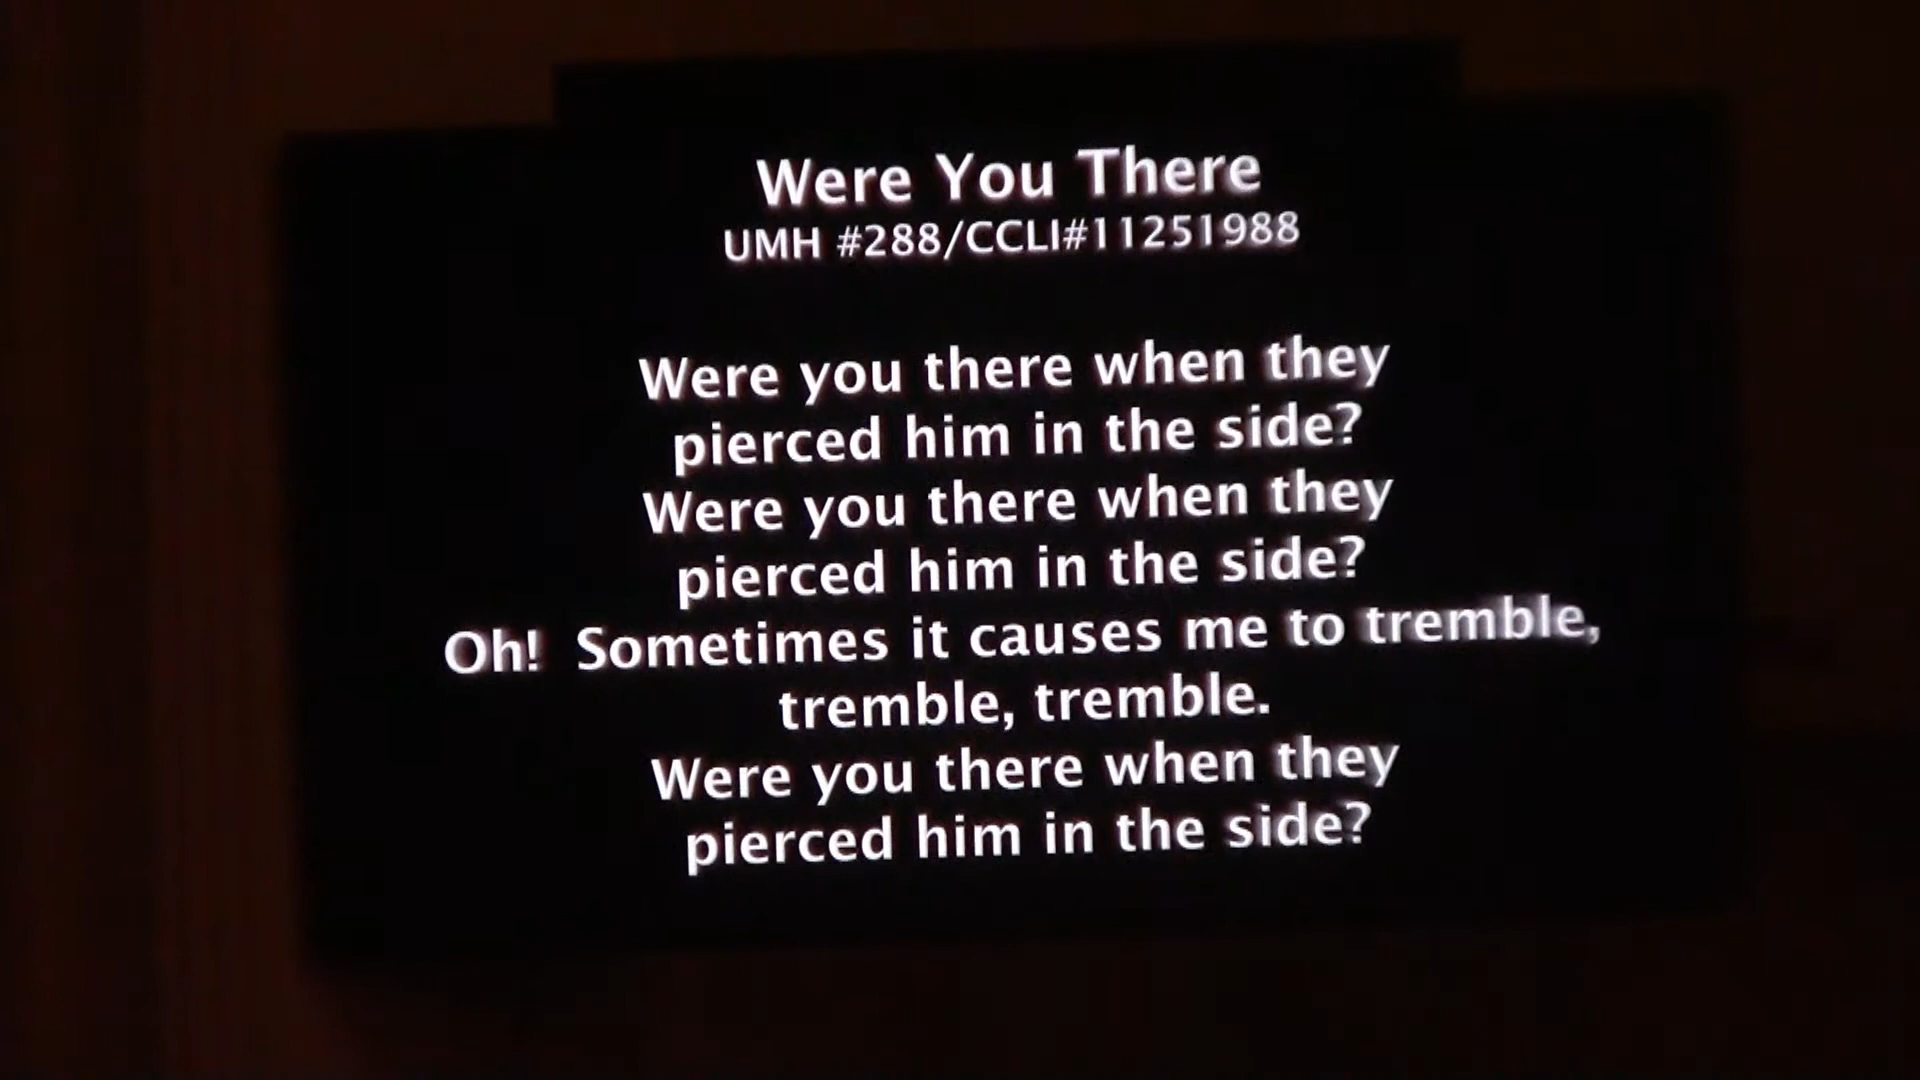 Were You There
UMH #288/CCLI#11251988
Were you there when they
pierced him in the side?
Were you there when they
pierced him in the side?
Oh!  Sometimes it causes me to tremble,
tremble, tremble.
Were you there when they
pierced him in the side?